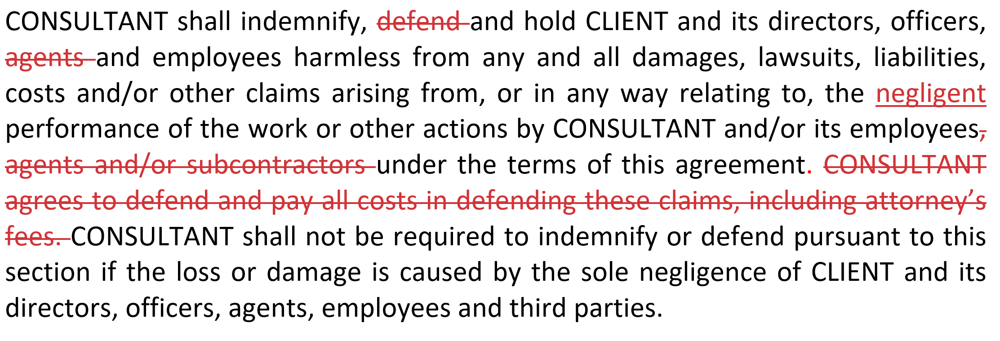 CONSULTANT shall indemnify, defend and hold CLIENT and its directors, officers,
agents and employees harmless from any and all damages, lawsuits, liabilities,
costs and/or other claims arising from, or in any way relating to, the negligent
performance of the work or other actions by CONSULTANT and/or its employees,
agents and/or subcontractors under the terms of this agreement. CONSULTANT
agrees to defend and pay all costs in defending these claims, including attorney’s
fees. CONSULTANT shall not be required to indemnify or defend pursuant to this
section if the loss or damage is caused by the sole negligence of CLIENT and its
directors, officers, agents, employees and third parties.